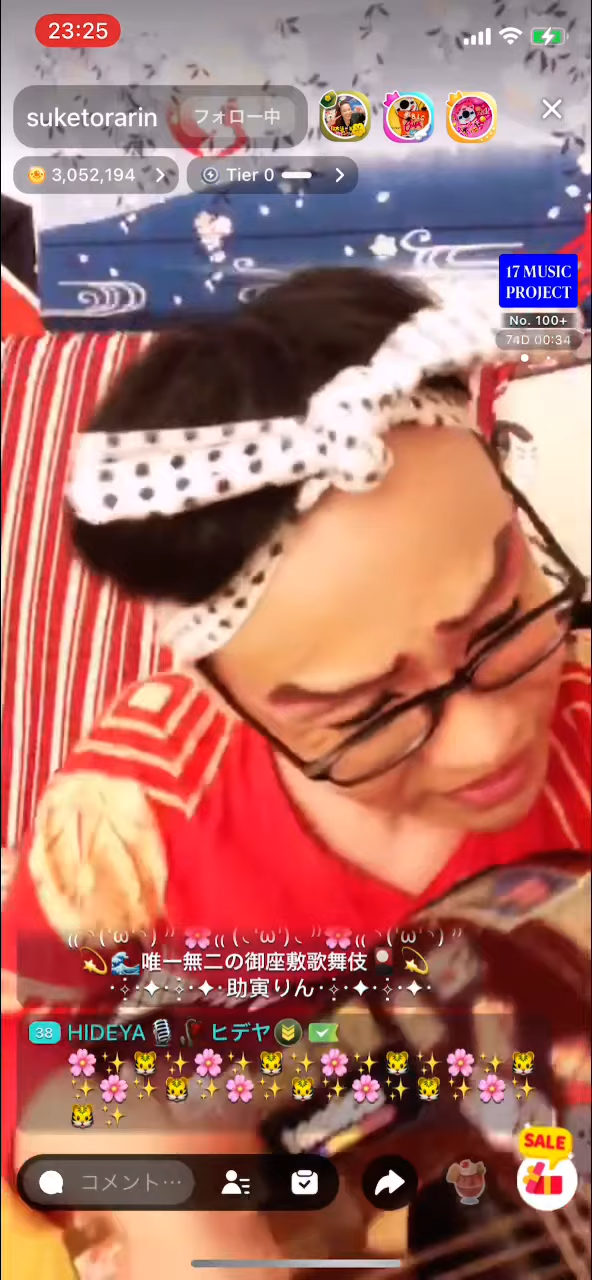 23:25
suketorarin フォロー中
3,052,194
Tier 0
17 MUSIC
PROJECT
No. 100+
74D 00:34
((◝('ω')◟))🌸(((◟('ω')◟))🌸((◝('ω')◟))
💫🌊唯一無二の御座敷歌舞伎🎴💫
･✧･✦･✧･✦･助寅りん･✧･✦･✧･✦･
38 HIDEYA🎙🥀ヒデヤ
🌸✨🐯✨🌸✨🐯✨🌸✨🐯✨🌸✨🐯
✨🌸✨🐯✨🌸✨🐯✨🌸✨🐯✨🌸✨
🐯✨
コメント…
SALE